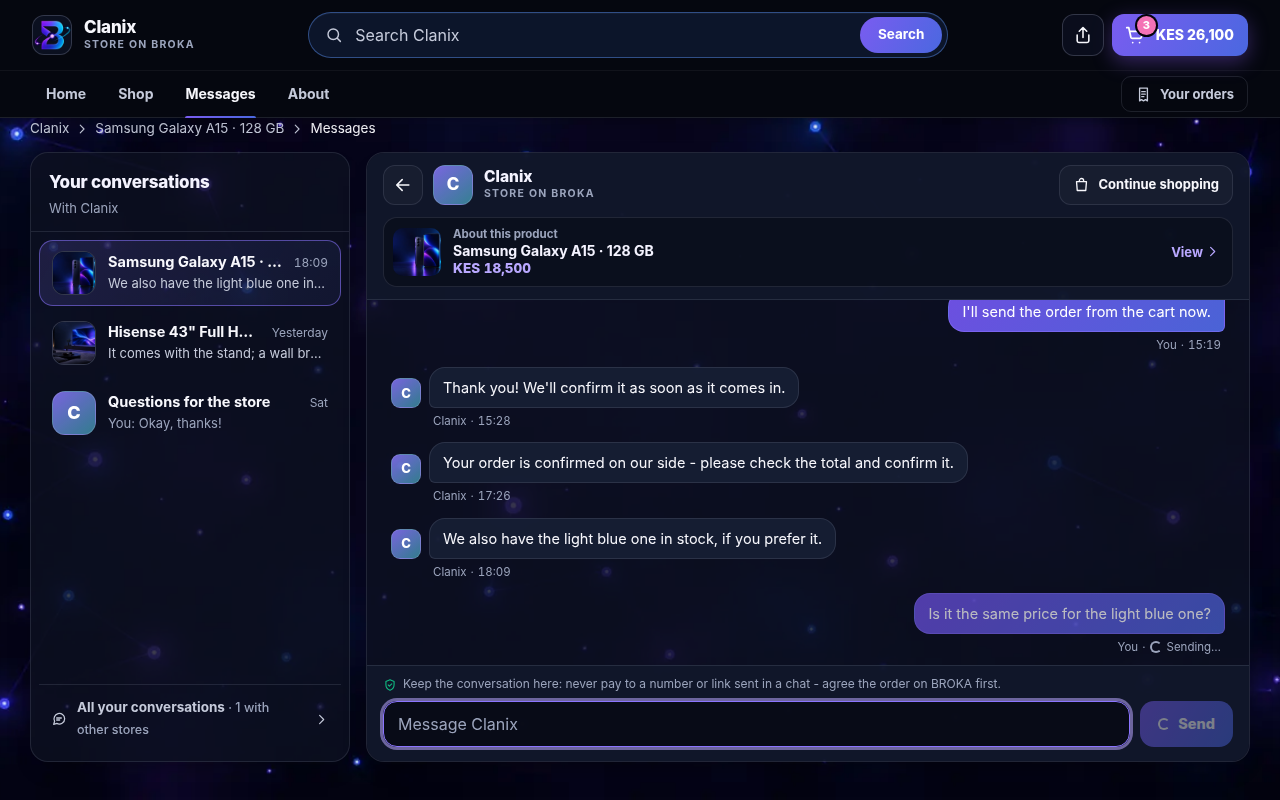 Clanix
STORE ON BROKA
Search Clanix
Search
3
KES 26,100
Home
Shop
Messages
About
Your orders
Clanix > Samsung Galaxy A15 · 128 GB > Messages
Your conversations
With Clanix
Samsung Galaxy A15 · ... 18:09
We also have the light blue one in...
Hisense 43" Full H... Yesterday
It comes with the stand; a wall br...
C
Questions for the store Sat
You: Okay, thanks!
All your conversations · 1 with
other stores
C
Clanix
STORE ON BROKA
Continue shopping
About this product
Samsung Galaxy A15 · 128 GB
KES 18,500
View
I'll send the order from the cart now.
You · 15:19
C
Thank you! We'll confirm it as soon as it comes in.
Clanix · 15:28
C
Your order is confirmed on our side - please check the total and confirm it.
Clanix · 17:26
C
We also have the light blue one in stock, if you prefer it.
Clanix · 18:09
Is it the same price for the light blue one?
You · Sending...
Keep the conversation here: never pay to a number or link sent in a chat - agree the order on BROKA first.
Message Clanix
Send